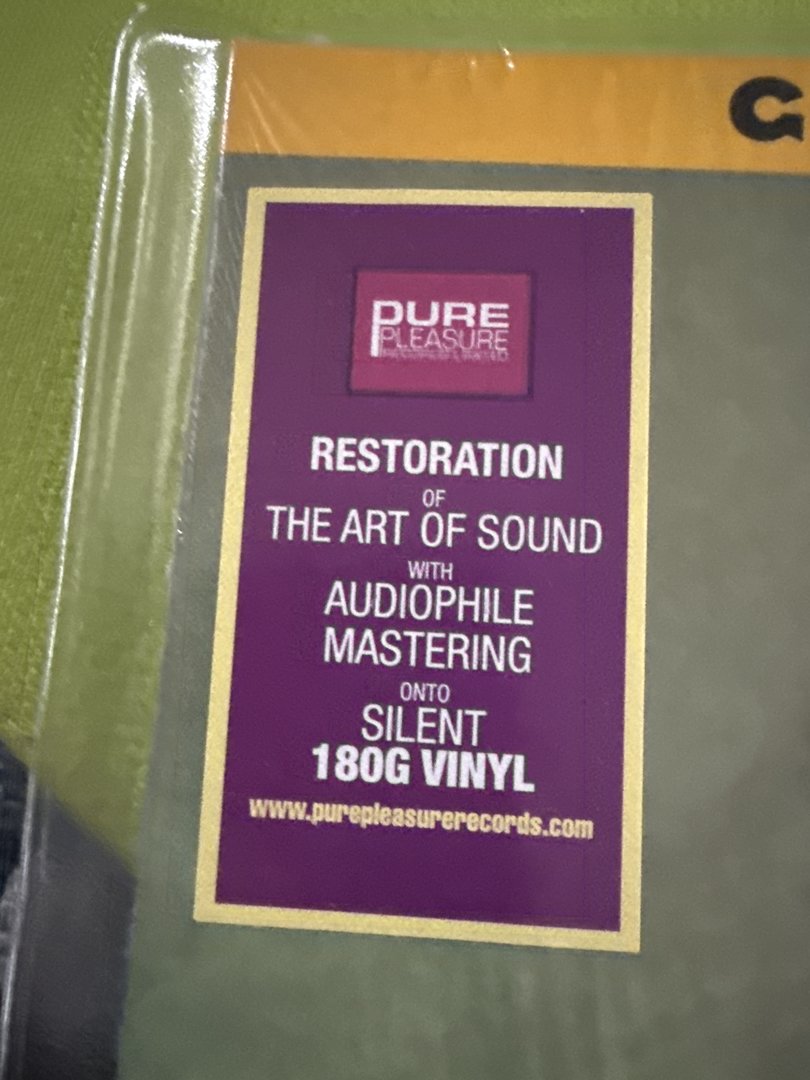 G
PURE
PLEASURE
RESTORATION
OF
THE ART OF SOUND
WITH
AUDIOPHILE
MASTERING
ONTO
SILENT
180G VINYL
www.purepleasurerecords.com